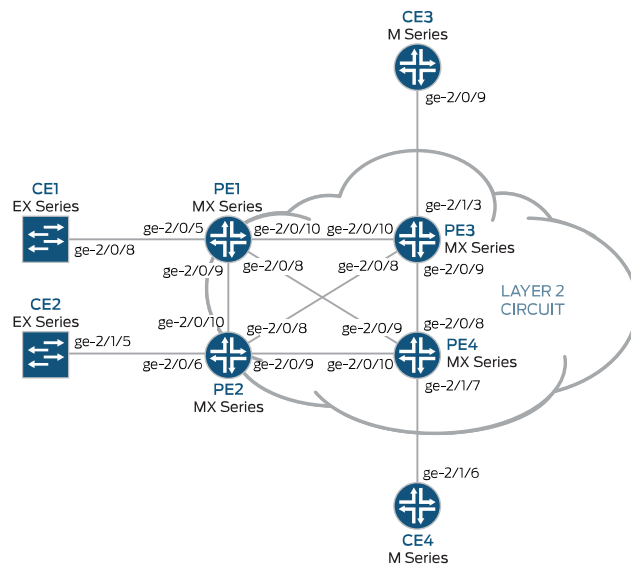 CE3
M Series
ge-2/0/9
CE1
EX Series
PE1
MX Series
ge-2/1/3
ge-2/0/5
ge-2/0/10
ge-2/0/10
PE3
MX Series
ge-2/0/8
ge-2/0/9
ge-2/0/8
ge-2/0/8
ge-2/0/9
LAYER 2
CIRCUIT
CE2
EX Series
ge-2/1/5
ge-2/0/10
ge-2/0/8
ge-2/0/9
ge-2/0/8
PE4
MX Series
ge-2/0/6
ge-2/0/9
ge-2/0/10
PE2
MX Series
ge-2/1/7
ge-2/1/6
CE4
M Series